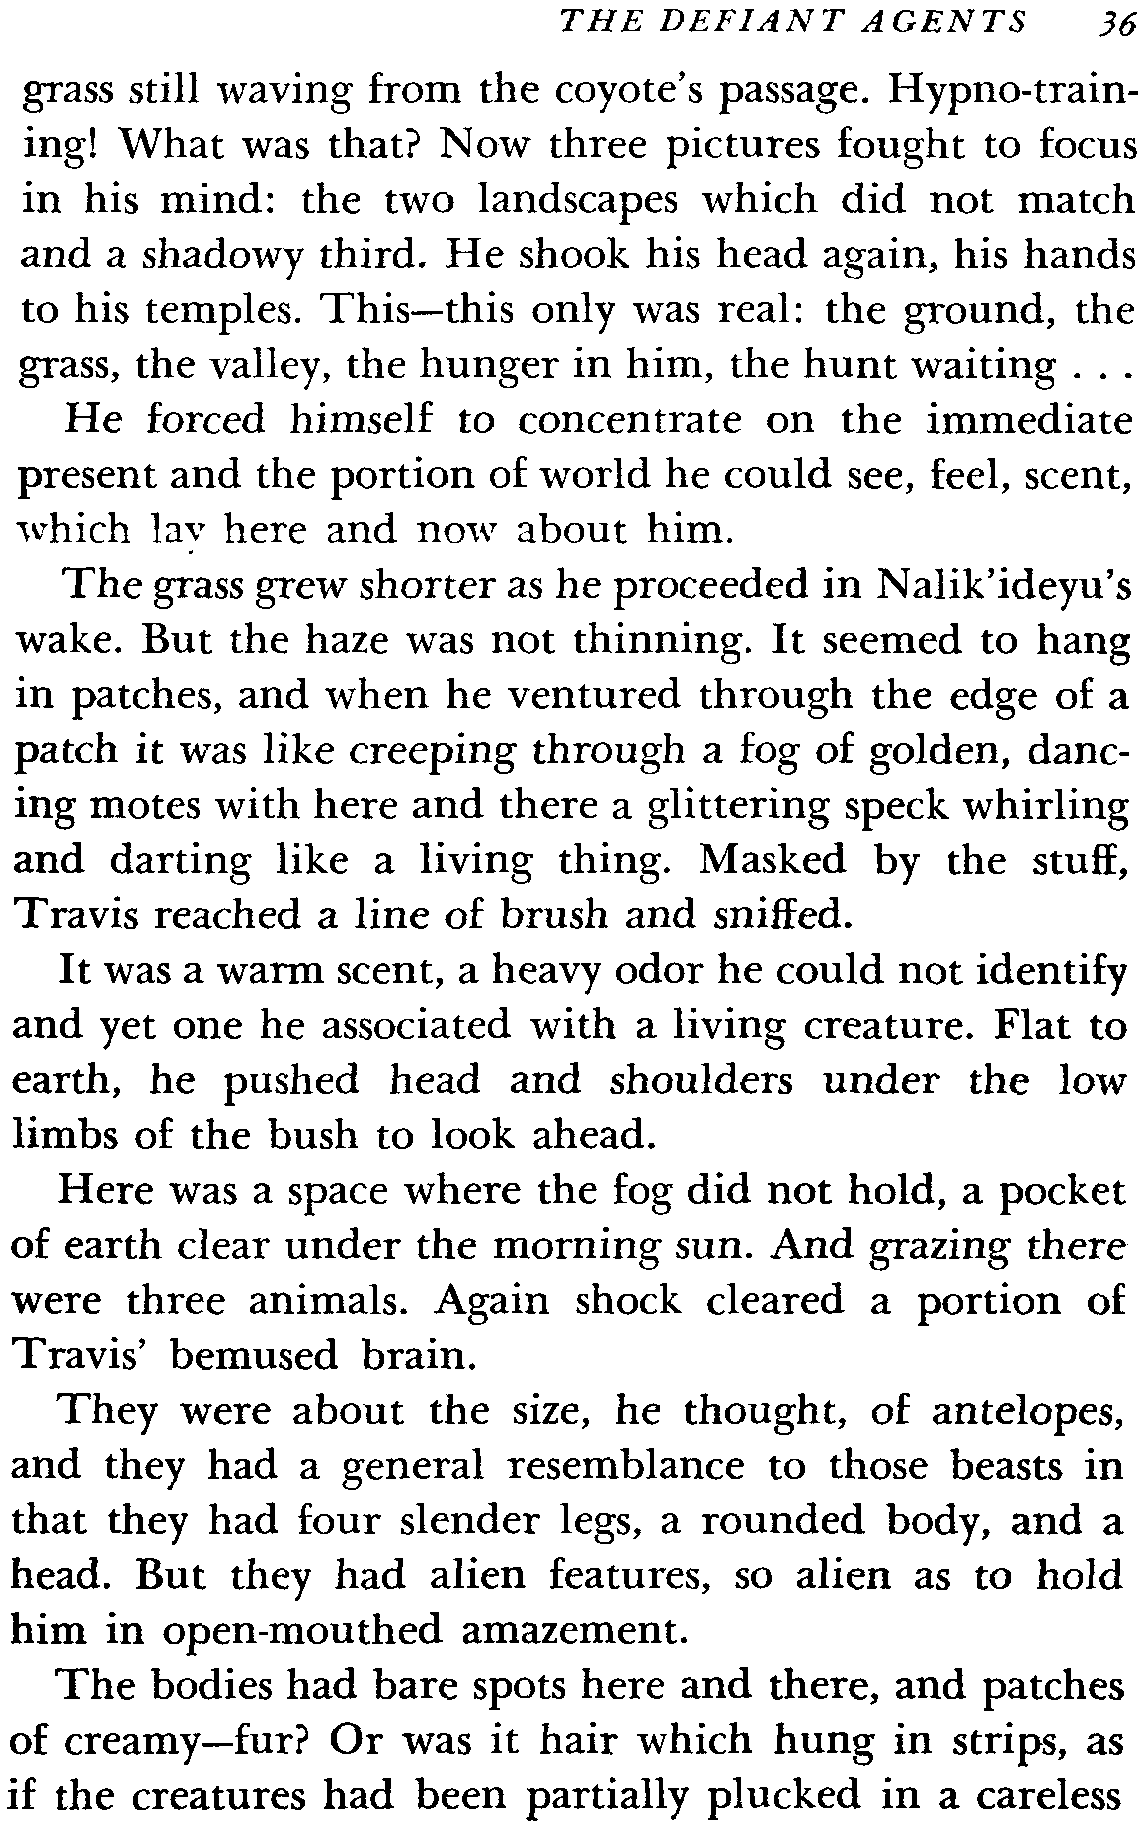 THE DEFIANT AGENTS 36
grass still waving from the coyote's passage. Hypno-train-
ing! What was that? Now three pictures fought to focus
in his mind: the two landscapes which did not match
and a shadowy third. He shook his head again, his hands
to his temples. This—this only was real: the ground, the
grass, the valley, the hunger in him, the hunt waiting . . .
He forced himself to concentrate on the immediate
present and the portion of world he could see, feel, scent,
which lay here and now about him.
The grass grew shorter as he proceeded in Nalik'ideyu's
wake. But the haze was not thinning. It seemed to hang
in patches, and when he ventured through the edge of a
patch it was like creeping through a fog of golden, danc-
ing motes with here and there a glittering speck whirling
and darting like a living thing. Masked by the stuff,
Travis reached a line of brush and sniffed.
It was a warm scent, a heavy odor he could not identify
and yet one he associated with a living creature. Flat to
earth, he pushed head and shoulders under the low
limbs of the bush to look ahead.
Here was a space where the fog did not hold, a pocket
of earth clear under the morning sun. And grazing there
were three animals. Again shock cleared a portion of
Travis' bemused brain.
They were about the size, he thought, of antelopes,
and they had a general resemblance to those beasts in
that they had four slender legs, a rounded body, and a
head. But they had alien features, so alien as to hold
him in open-mouthed amazement.
The bodies had bare spots here and there, and patches
of creamy—fur? Or was it hair which hung in strips, as
if the creatures had been partially plucked in a careless